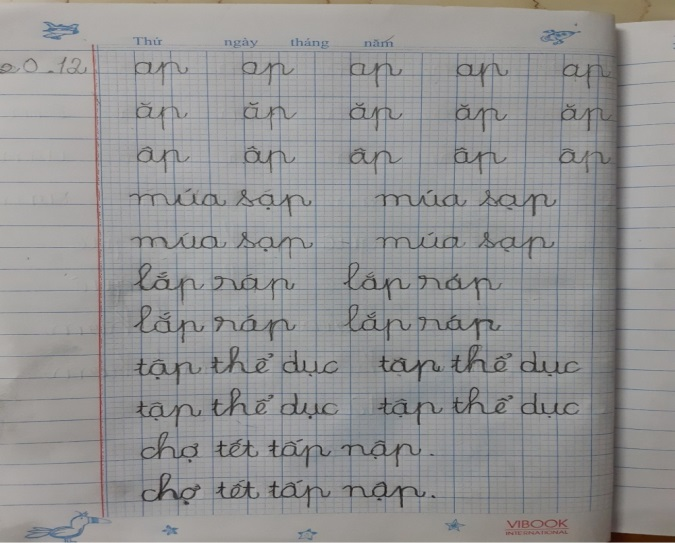 Thứ ngày tháng năm
20.12 ap ap ap ap ap
ăp ăp ăp ăp ăp
âp âp âp âp âp
múa sạp múa sạp
múa sạp múa sạp
lắp ráp lắp ráp
lắp ráp lắp ráp
tập thể dục tập thể dục
tập thể dục tập thể dục
chợ tết tấp nập.
chợ tết tấp nập.
VIBOOK
INTERNATIONAL